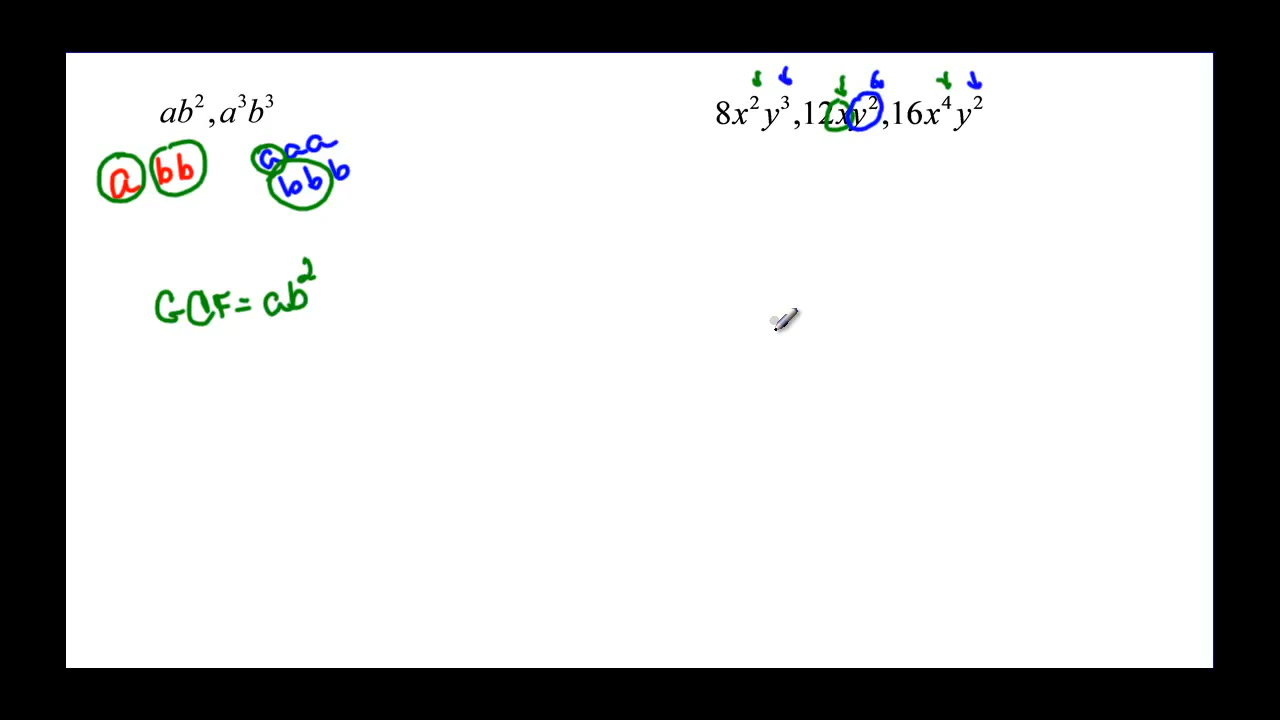 ab², a³b³
a bb
a a a
b b b
GCF = ab²
8x²y³, 12xy², 16x⁴y²